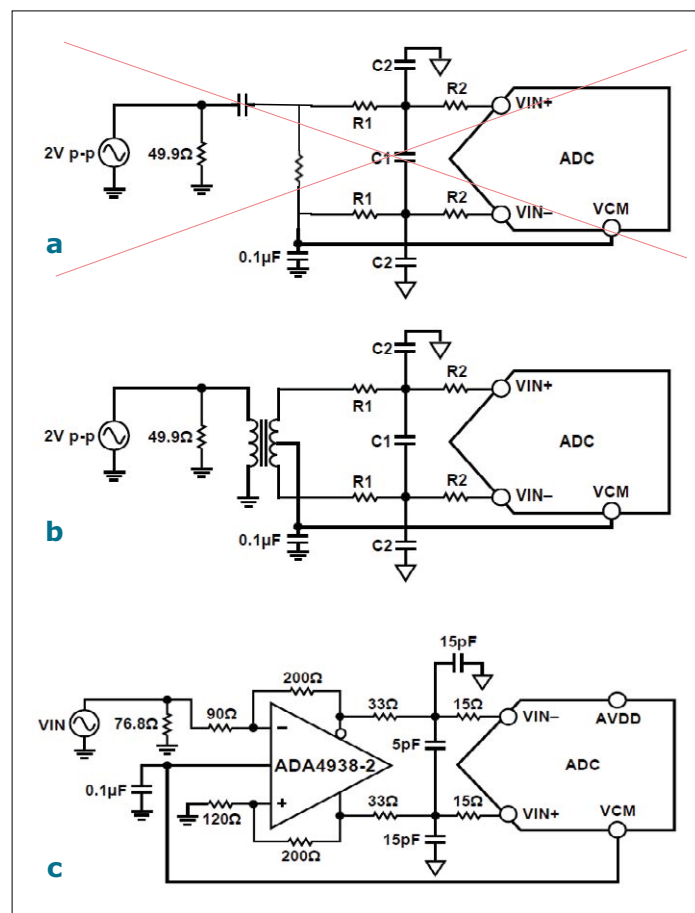 C2
R1
R2
VIN+
2V p-p
49.9Ω
C1
ADC
R1
R2
VIN–
VCM
a
0.1µF
C2
C2
R1
R2
VIN+
2V p-p
49.9Ω
C1
ADC
R1
R2
VIN–
VCM
b
0.1µF
C2
15pF
200Ω
33Ω
15Ω
VIN
76.8Ω
90Ω
VIN–
AVDD
ADA4938-2
5pF
ADC
0.1µF
120Ω
33Ω
15Ω
VIN+
VCM
200Ω
15pF
c